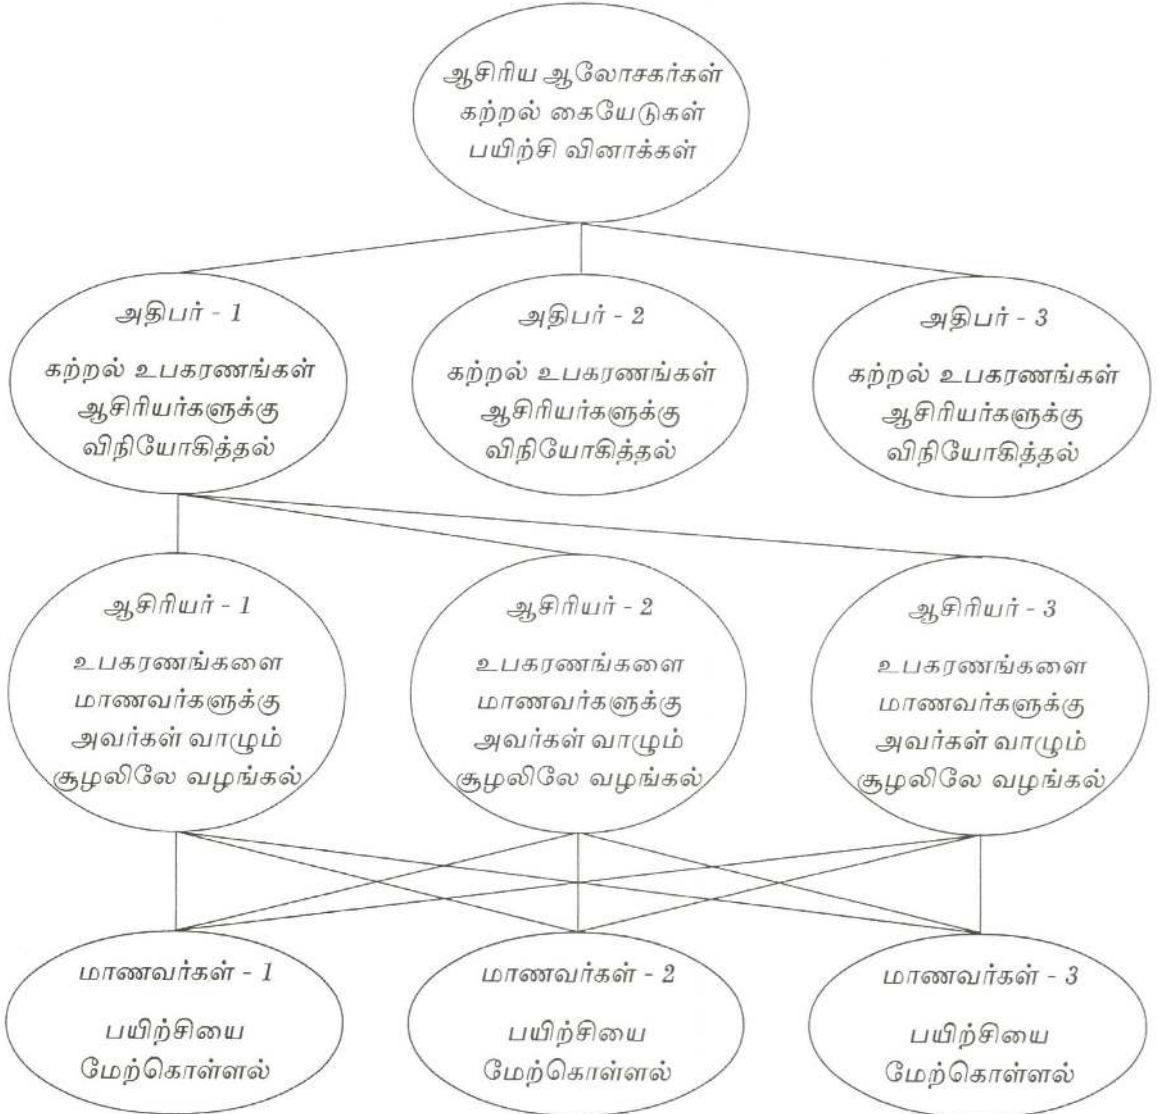 ஆசிரிய ஆலோசகர்கள்
கற்றல் கையேடுகள்
பயிற்சி வினாக்கள்
அதிபர் - 1
கற்றல் உபகரணங்கள்
ஆசிரியர்களுக்கு
விநியோகித்தல்
அதிபர் - 2
கற்றல் உபகரணங்கள்
ஆசிரியர்களுக்கு
விநியோகித்தல்
அதிபர் - 3
கற்றல் உபகரணங்கள்
ஆசிரியர்களுக்கு
விநியோகித்தல்
ஆசிரியர் - 1
உபகரணங்களை
மாணவர்களுக்கு
அவர்கள் வாழும்
சூழலிலே வழங்கல்
ஆசிரியர் - 2
உபகரணங்களை
மாணவர்களுக்கு
அவர்கள் வாழும்
சூழலிலே வழங்கல்
ஆசிரியர் - 3
உபகரணங்களை
மாணவர்களுக்கு
அவர்கள் வாழும்
சூழலிலே வழங்கல்
மாணவர்கள் - 1
பயிற்சியை
மேற்கொள்ளல்
மாணவர்கள் - 2
பயிற்சியை
மேற்கொள்ளல்
மாணவர்கள் - 3
பயிற்சியை
மேற்கொள்ளல்